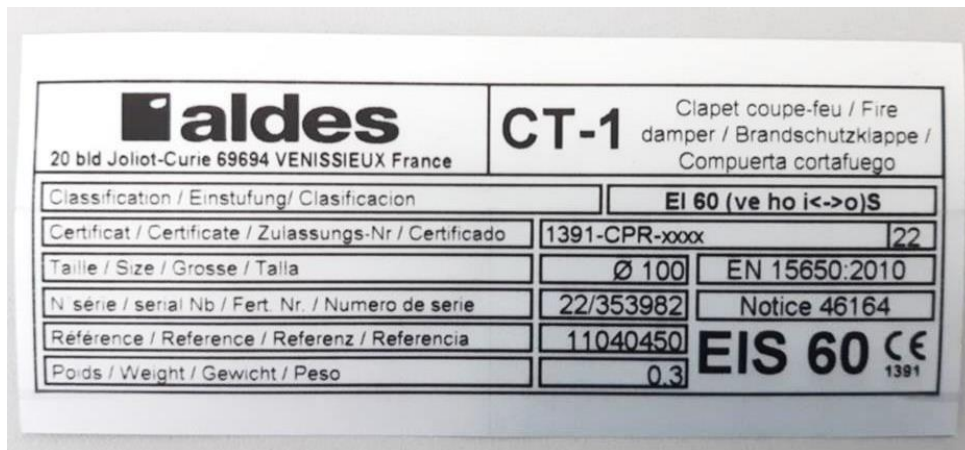 aldes
20 bld Joliot-Curie 69694 VENISSIEUX France
CT-1
Clapet coupe-feu / Fire
damper / Brandschutzklappe /
Compuerta cortafuego
Classification / Einstufung/ Clasificacion
EI 60 (ve ho i<->o)S
Certificat / Certificate / Zulassungs-Nr / Certificado
1391-CPR-xxxx
22
Taille / Size / Grosse / Talla
Ø 100
EN 15650:2010
N série / serial Nb / Fert. Nr. / Numero de serie
22/353982
Notice 46164
Référence / Reference / Referenz / Referencia
11040450
EIS 60 CE
1391
Poids / Weight / Gewicht / Peso
0.3